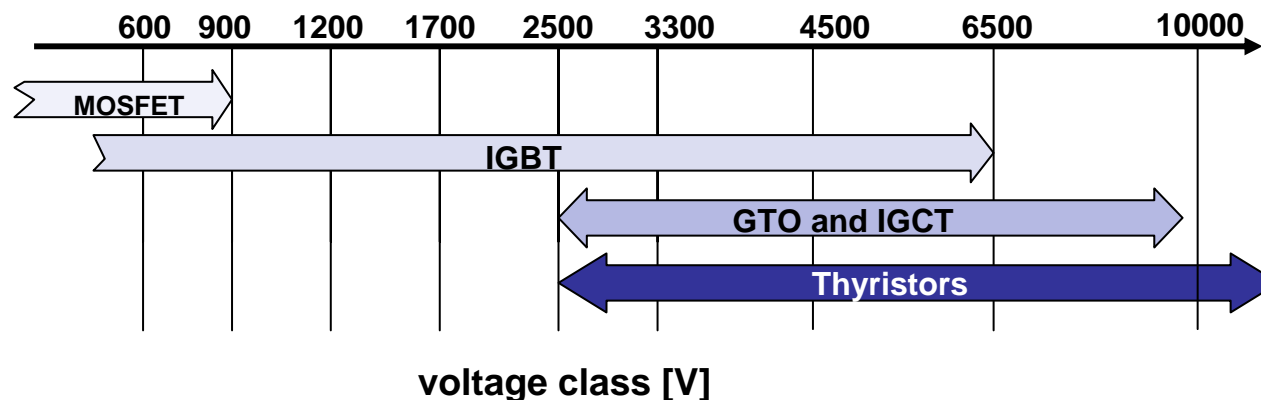 600 900 1200 1700 2500 3300 4500 6500 10000
MOSFET
IGBT
GTO and IGCT
Thyristors
voltage class [V]